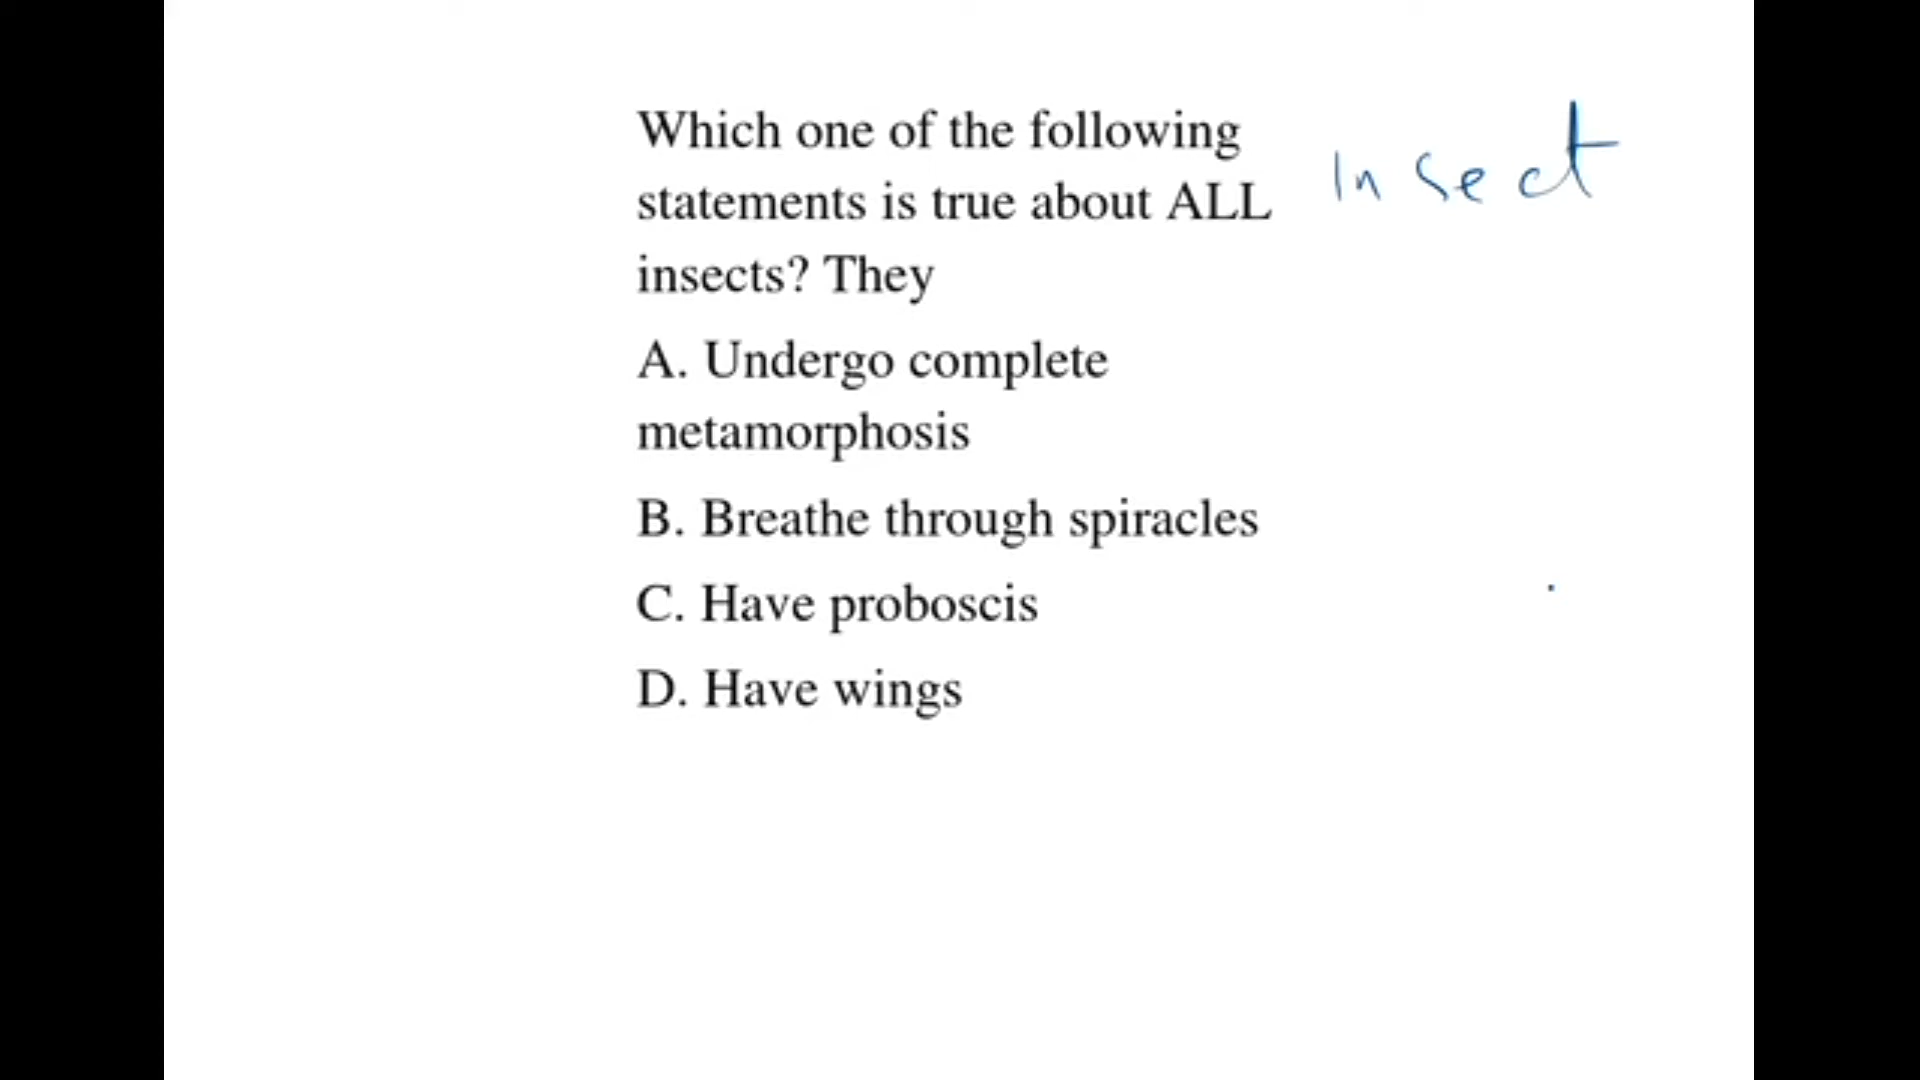 Which one of the following
statements is true about ALL
insects? They
A. Undergo complete
metamorphosis
B. Breathe through spiracles
C. Have proboscis
D. Have wings
Insect